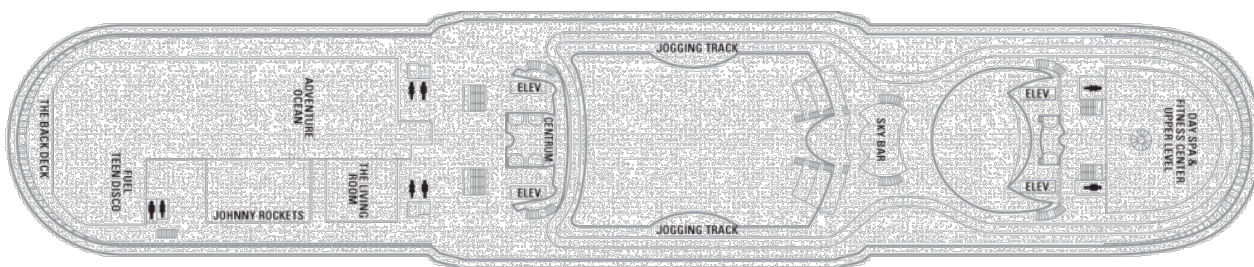 THE BACK DECK
ADVENTURE
OCEAN
FUEL
TEEN DISCO
JOHNNY ROCKETS
THE LIVING
ROOM
ELEV.
CENTRUM
ELEV.
JOGGING TRACK
JOGGING TRACK
SKY BAR
ELEV.
ELEV.
DAY SPA &
FITNESS CENTER
UPPER LEVEL